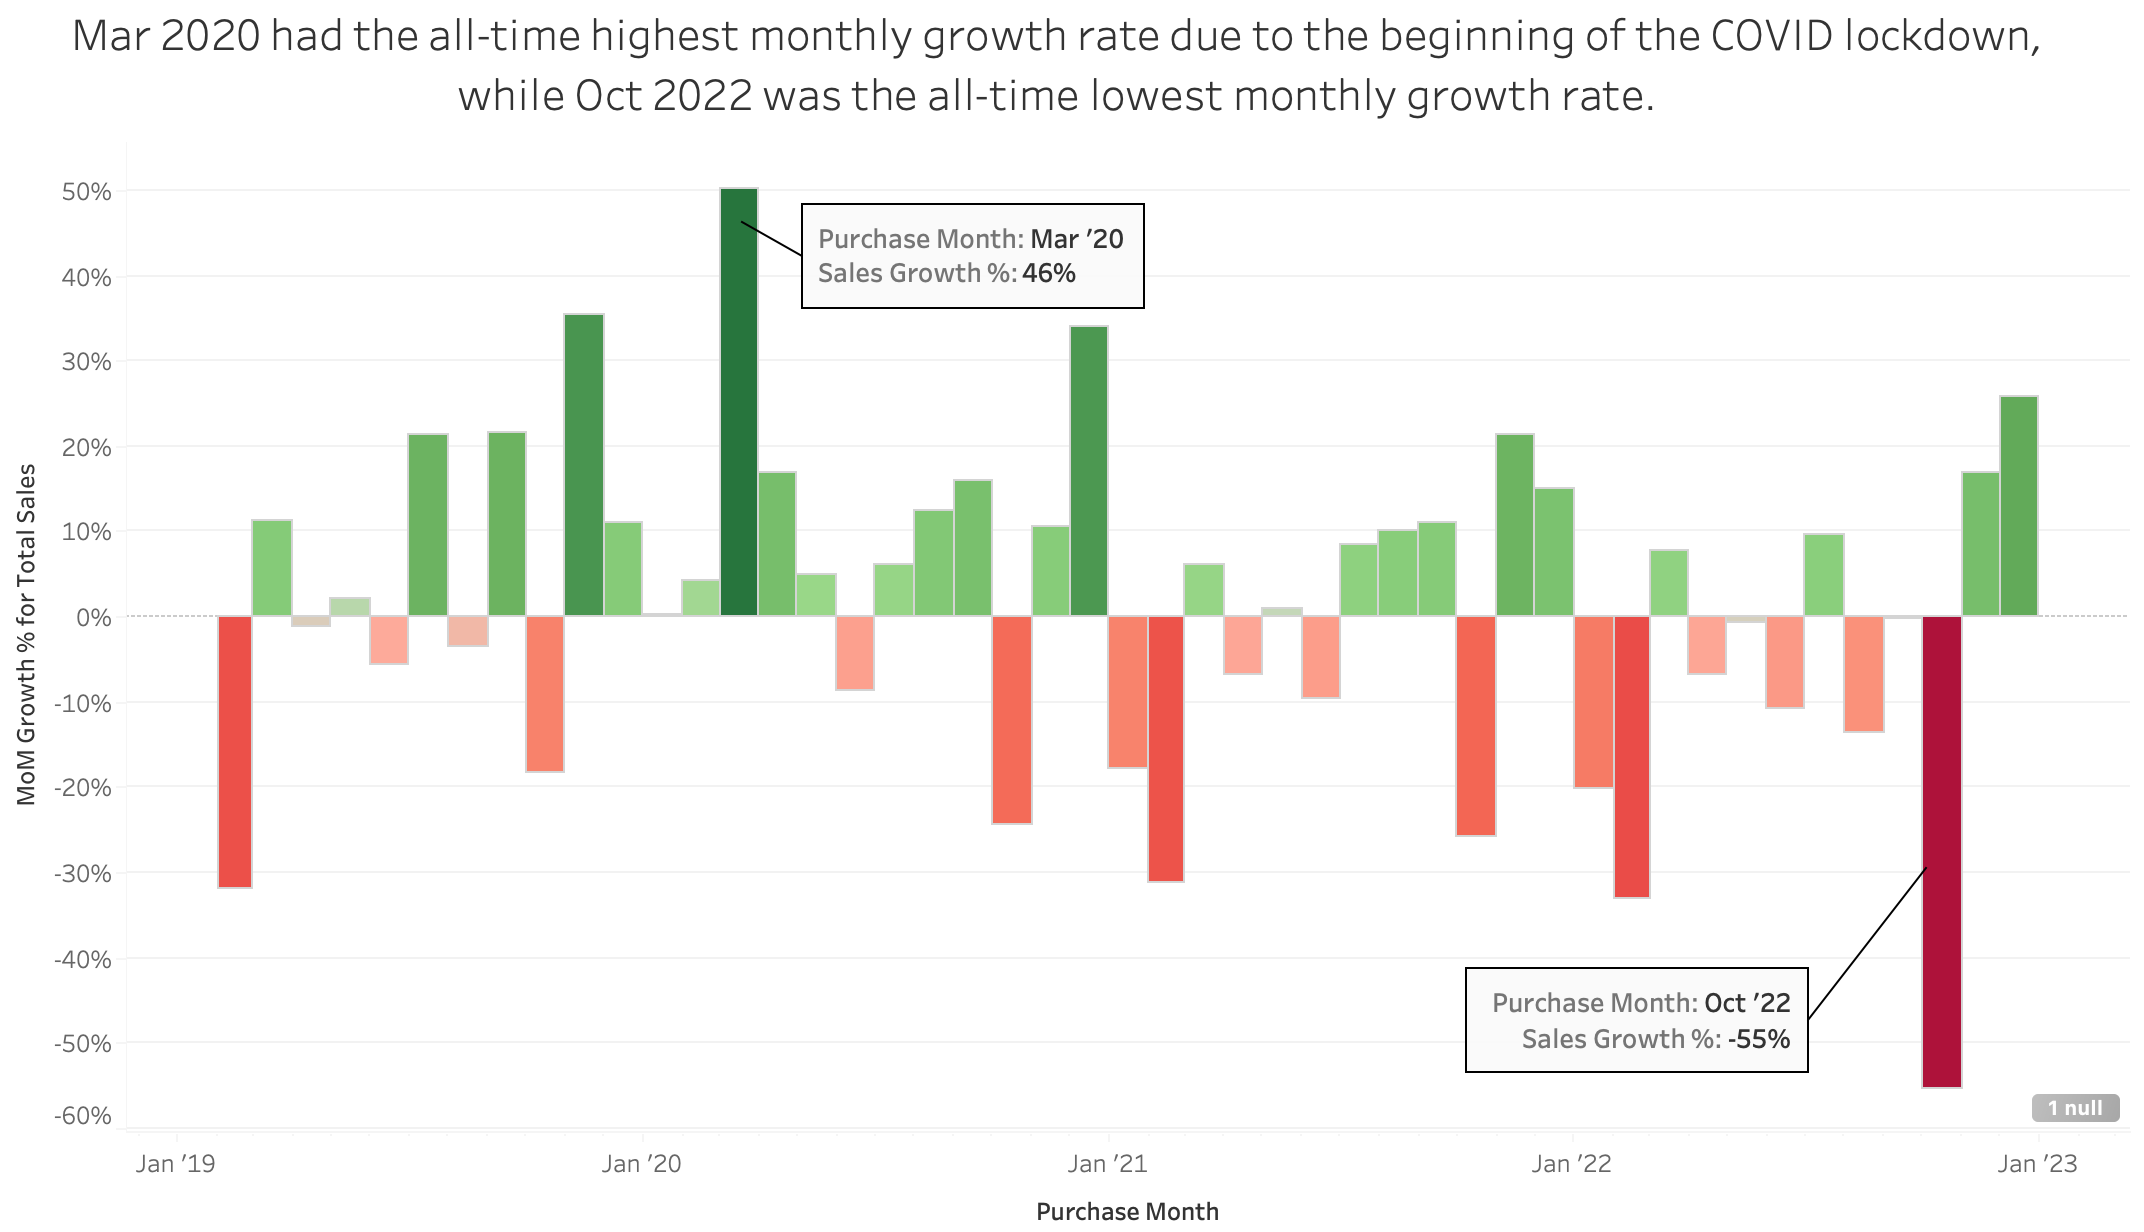 Mar 2020 had the all-time highest monthly growth rate due to the beginning of the COVID lockdown,
while Oct 2022 was the all-time lowest monthly growth rate.
MoM Growth % for Total Sales
50%
40%
30%
20%
10%
0%
-10%
-20%
-30%
-40%
-50%
-60%
Purchase Month: Mar ’20
Sales Growth %: 46%
Purchase Month: Oct ’22
Sales Growth %: -55%
1 null
Jan ’19
Jan ’20
Jan ’21
Jan ’22
Jan ’23
Purchase Month